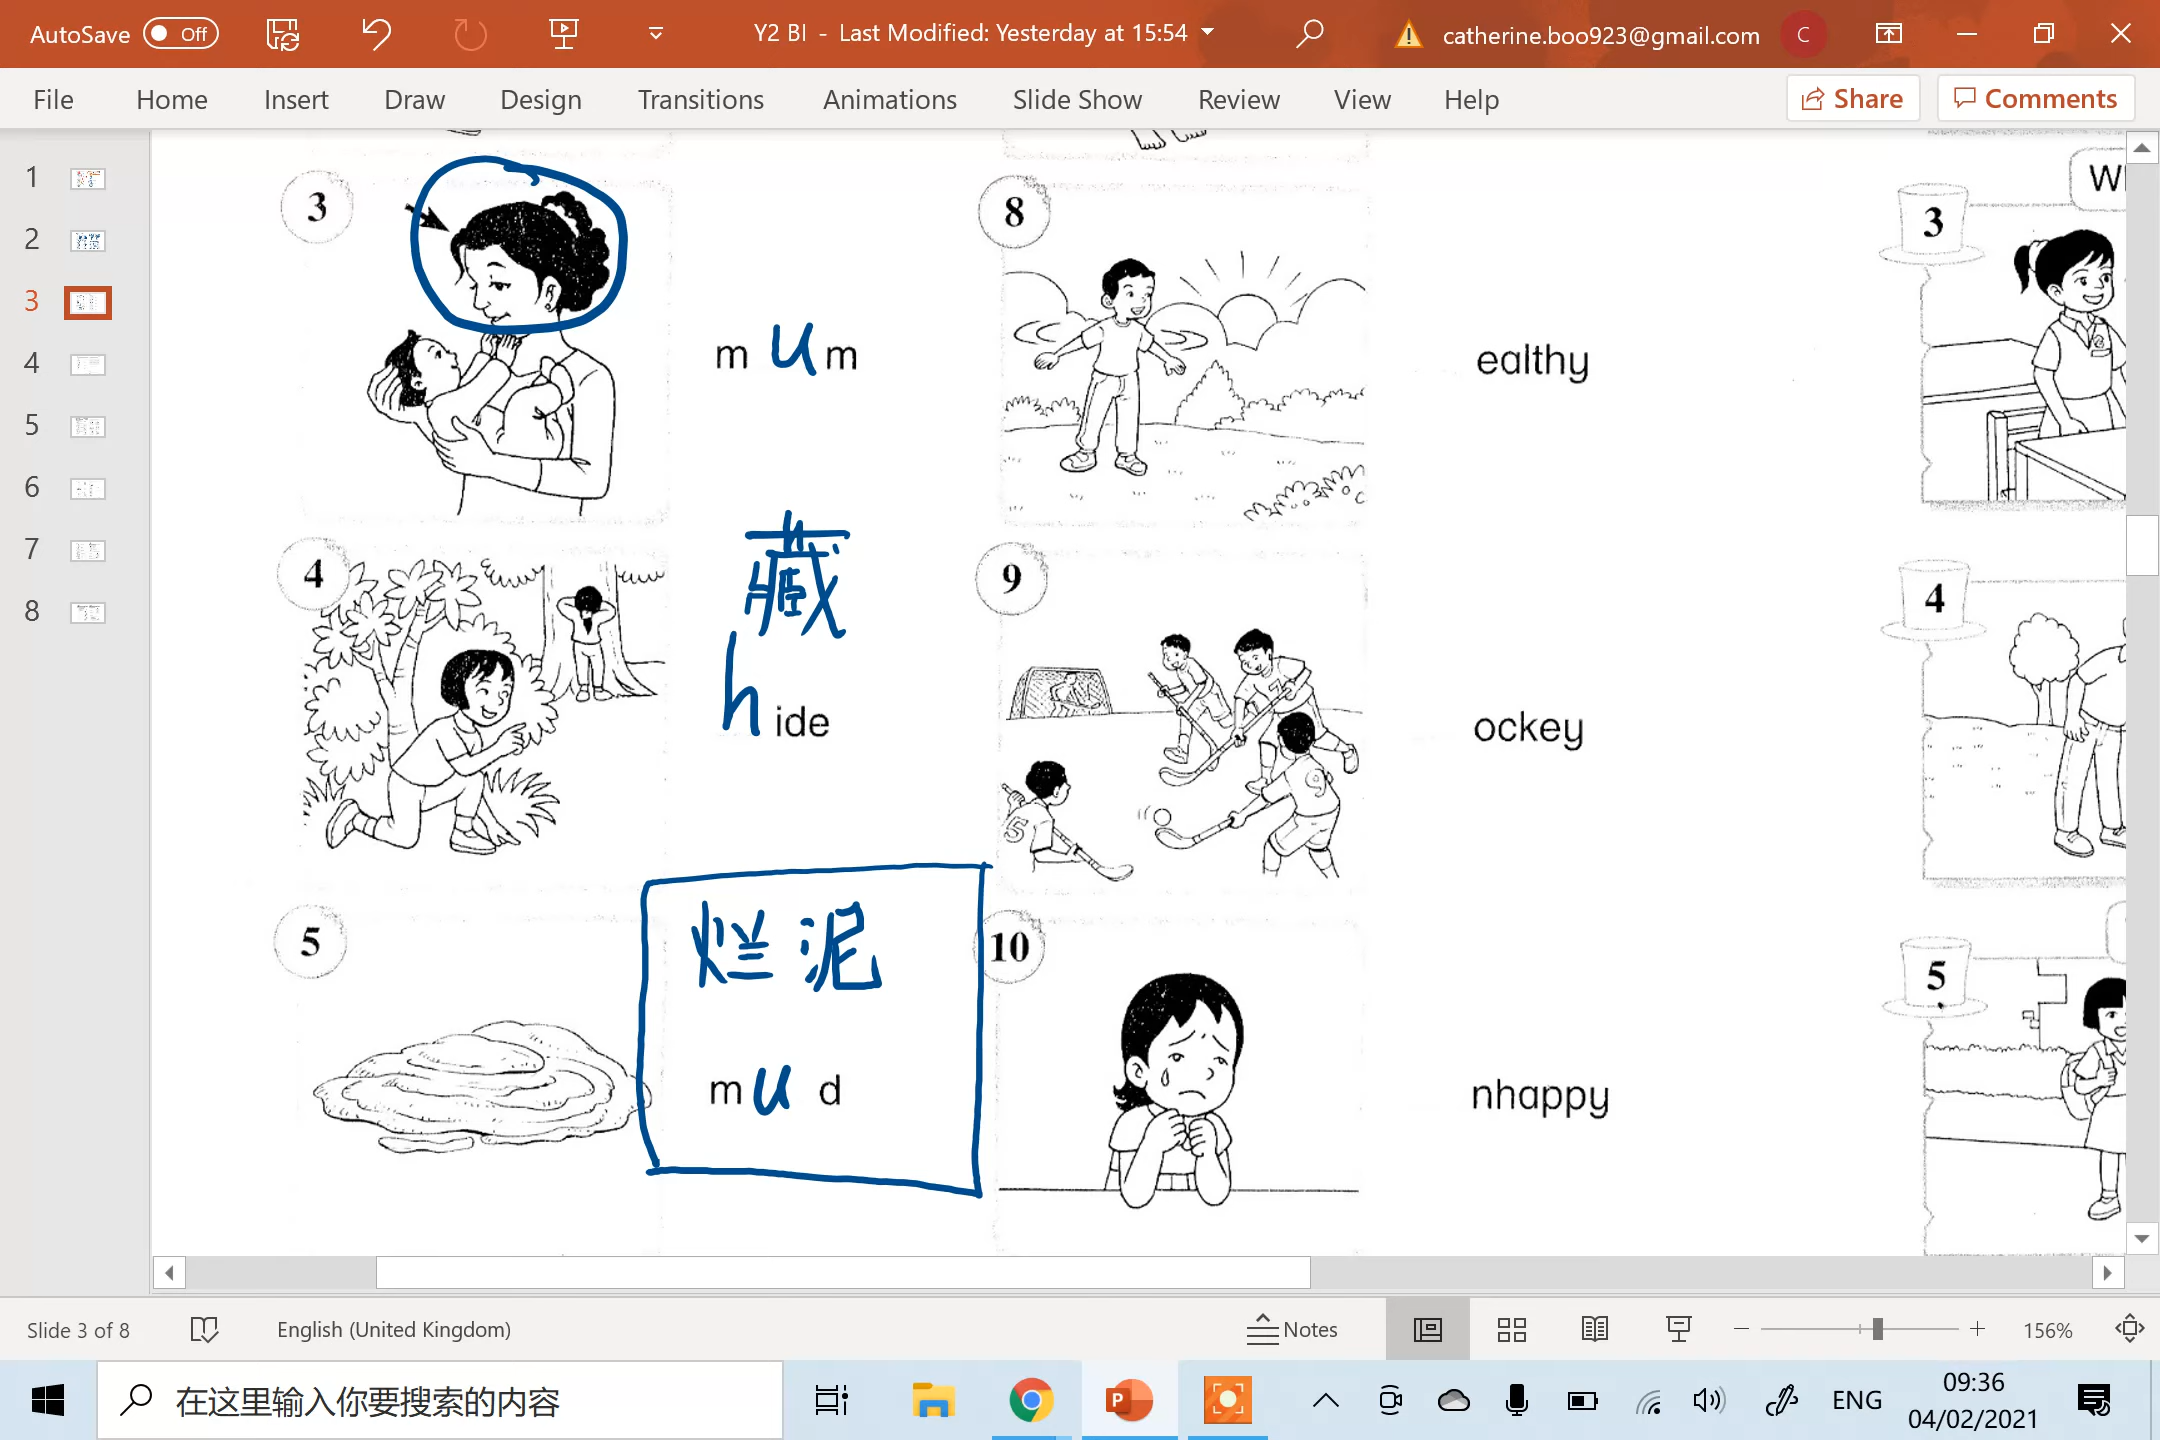 AutoSave Off Y2 BI - Last Modified: Yesterday at 15:54 catherine.boo923@gmail.com C
File Home Insert Draw Design Transitions Animations Slide Show Review View Help Share Comments
1
2
3
4
5
6
7
8
3
mum
4
藏
hide
5
烂泥
mud
8
ealthy
9
ockey
10
nhappy
W
3
4
5
Slide 3 of 8 English (United Kingdom) Notes 156%
在这里输入你要搜索的内容 ENG 09:36
04/02/2021